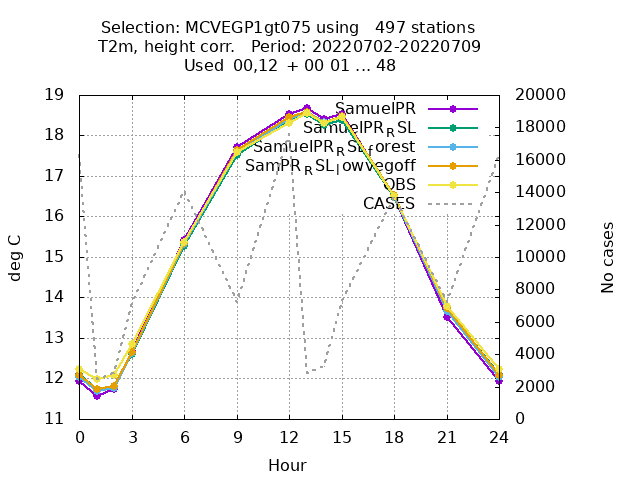 Selection: MCVEGP1gt075 using   497 stations
T2m, height corr.   Period: 20220702-20220709
Used  00,12  + 00 01 ... 48
19
18
17
16
15
14
13
12
11
deg C
20000
18000
16000
14000
12000
10000
8000
6000
4000
2000
0
No cases
SamuelPR
SamuelPR_RSL
SamuelPR_RSL_forest
SamPR_RSL_lowvegoff
OBS
CASES
0 3 6 9 12 15 18 21 24
Hour